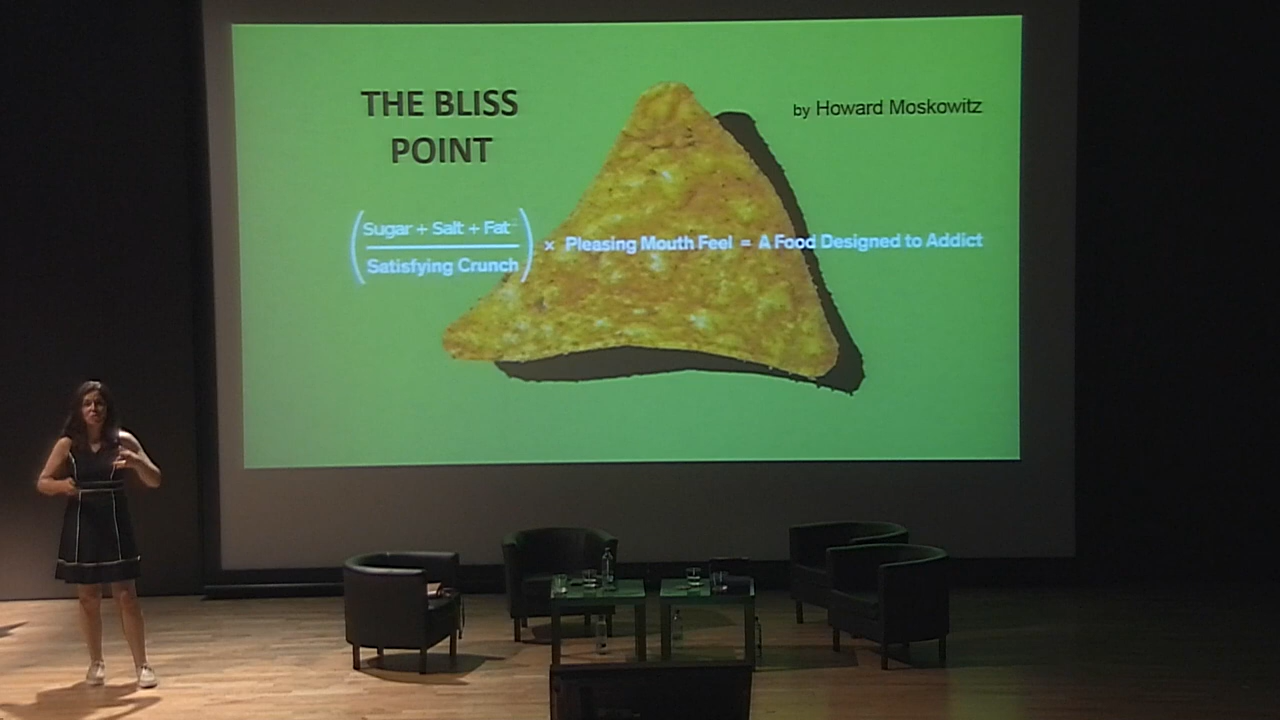 THE BLISS
POINT
by Howard Moskowitz
(Sugar + Salt + Fat
Satisfying Crunch)
× Pleasing Mouth Feel = A Food Designed to Addict